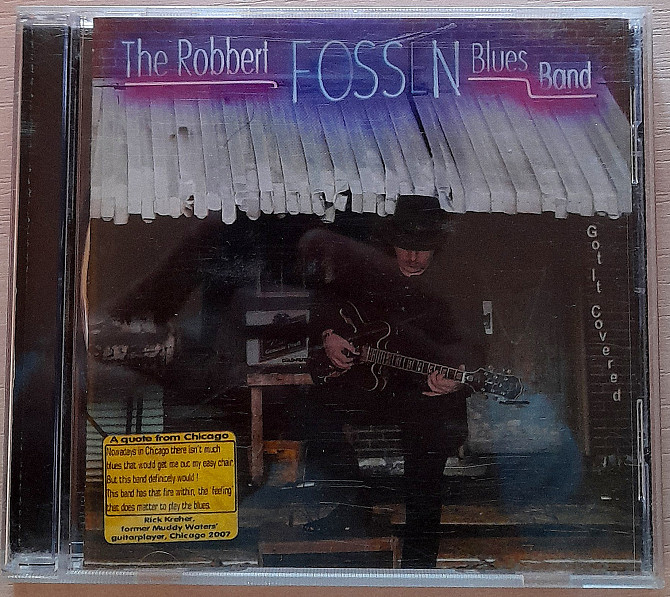 The Robbert FOSSEN Blues Band
Got It Covered
A quote from Chicago
Nowadays in Chicago there isn't much
blues that would get me out my easy chair.
But this band definitely would !
This band has that fire within, the 'feeling'
that does matter to play the blues.
Rick Kreher,
former Muddy Waters'
guitarplayer, Chicago 2007